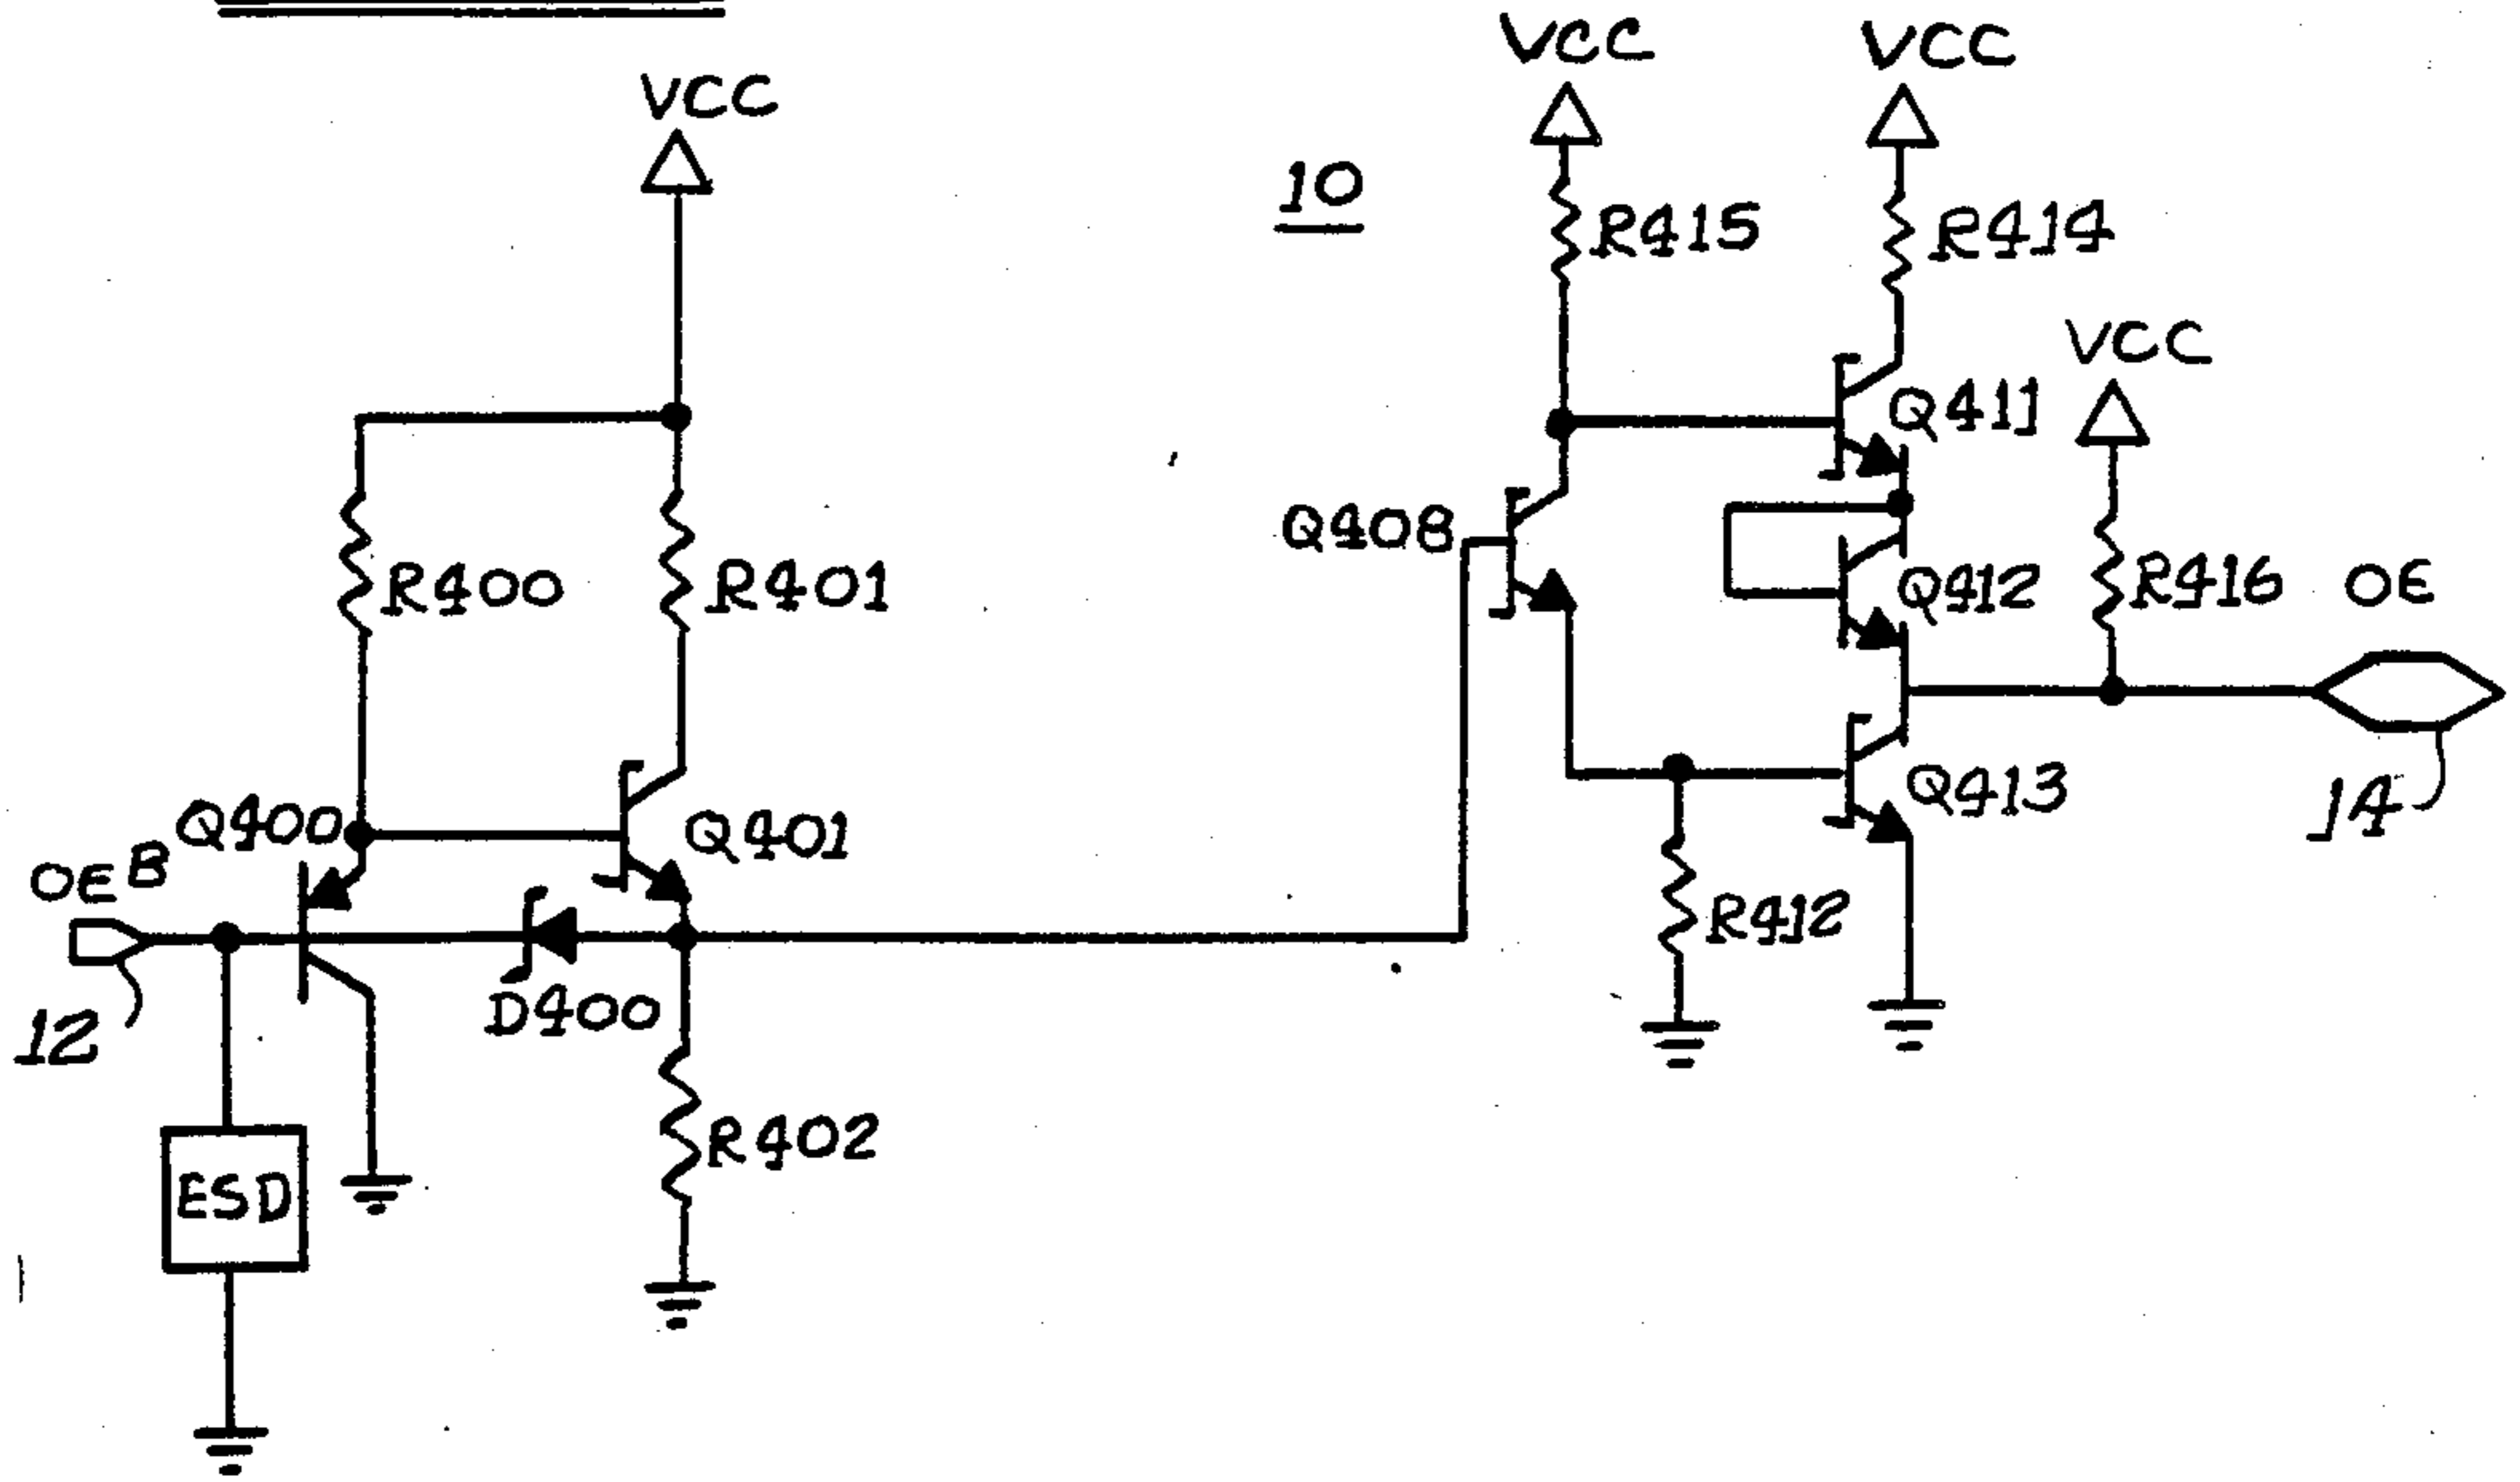 VCC
VCC
VCC
10
R415
R414
VCC
Q411
Q408
R400
R401
Q412
R416
OE
Q400
Q401
Q413
14
OEB
R412
12
D400
R402
ESD